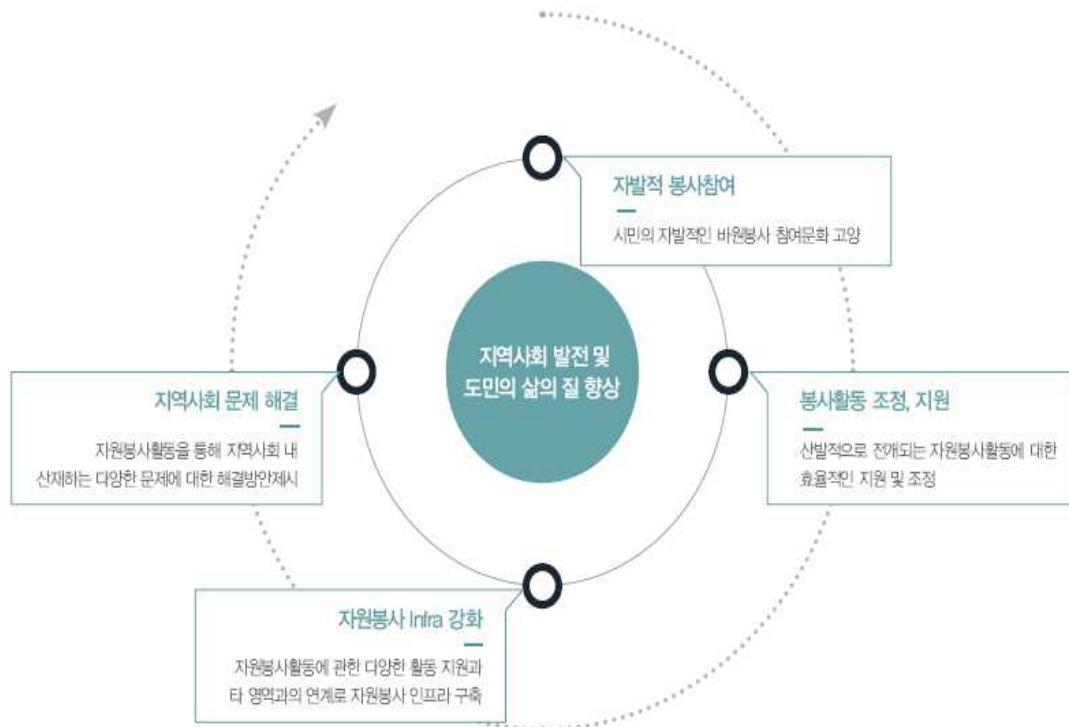 자발적 봉사참여
시민의 자발적인 바원봉사 참여문화 고양
지역사회 발전 및
도민의 삶의 질 향상
지역사회 문제 해결
자원봉사활동을 통해 지역사회 내
산재하는 다양한 문제에 대한 해결방안제시
봉사활동 조정, 지원
산발적으로 전개되는 자원봉사활동에 대한
효율적인 지원 및 조정
자원봉사 Infra 강화
자원봉사활동에 관한 다양한 활동 지원과
타 영역과의 연계로 자원봉사 인프라 구축